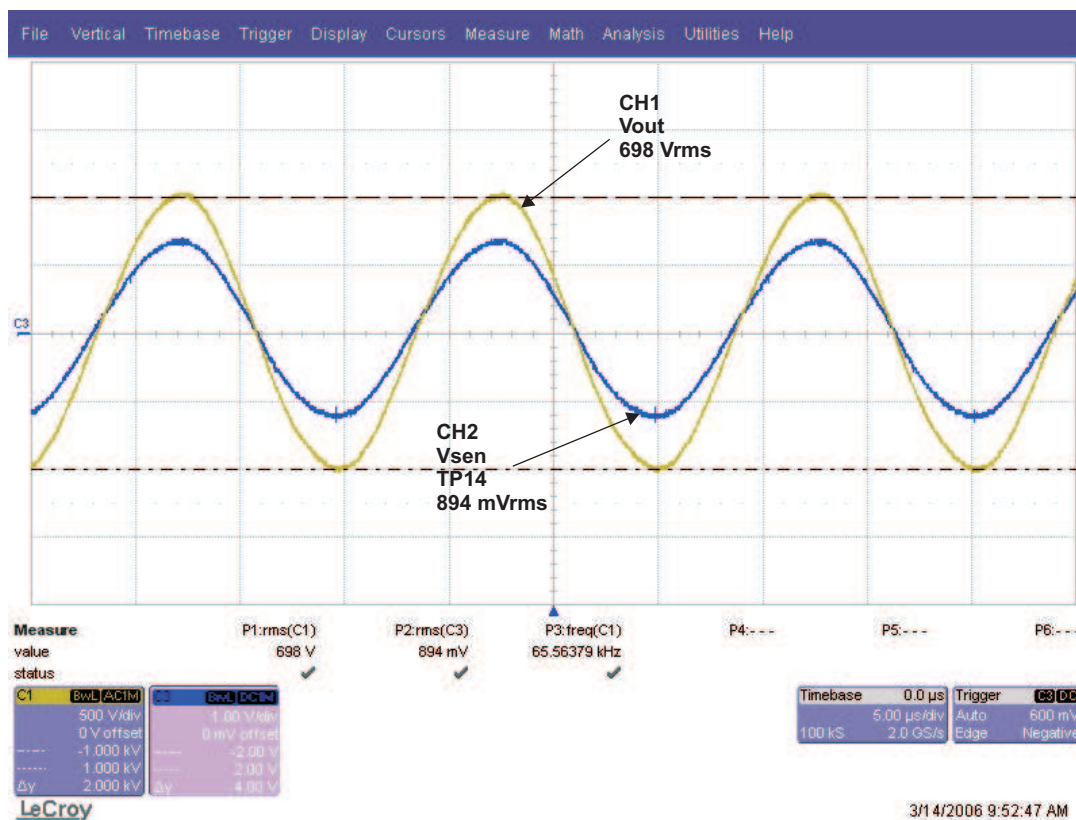 File Vertical Timebase Trigger Display Cursors Measure Math Analysis Utilities Help
CH1
Vout
698 Vrms
C3
CH2
Vsen
TP14
894 mVrms
Measure P1:rms(C1) P2:rms(C3) P3:freq(C1) P4:--- P5:--- P6:---
value 698 V 894 mV 65.56379 kHz
status
C1 BwL AC1M
500 V/div
0 V offset
-1.000 kV
1.000 kV
Δy 2.000 kV
BwL DC1M
1.00 V/div
0 mV offset
-2.00 V
2.00 V
Δy 4.00 V
Timebase 0.0 µs
5.00 µs/div
100 kS 2.0 GS/s
Trigger C3 DC
Auto 600 mV
Edge Negative
LeCroy
3/14/2006 9:52:47 AM